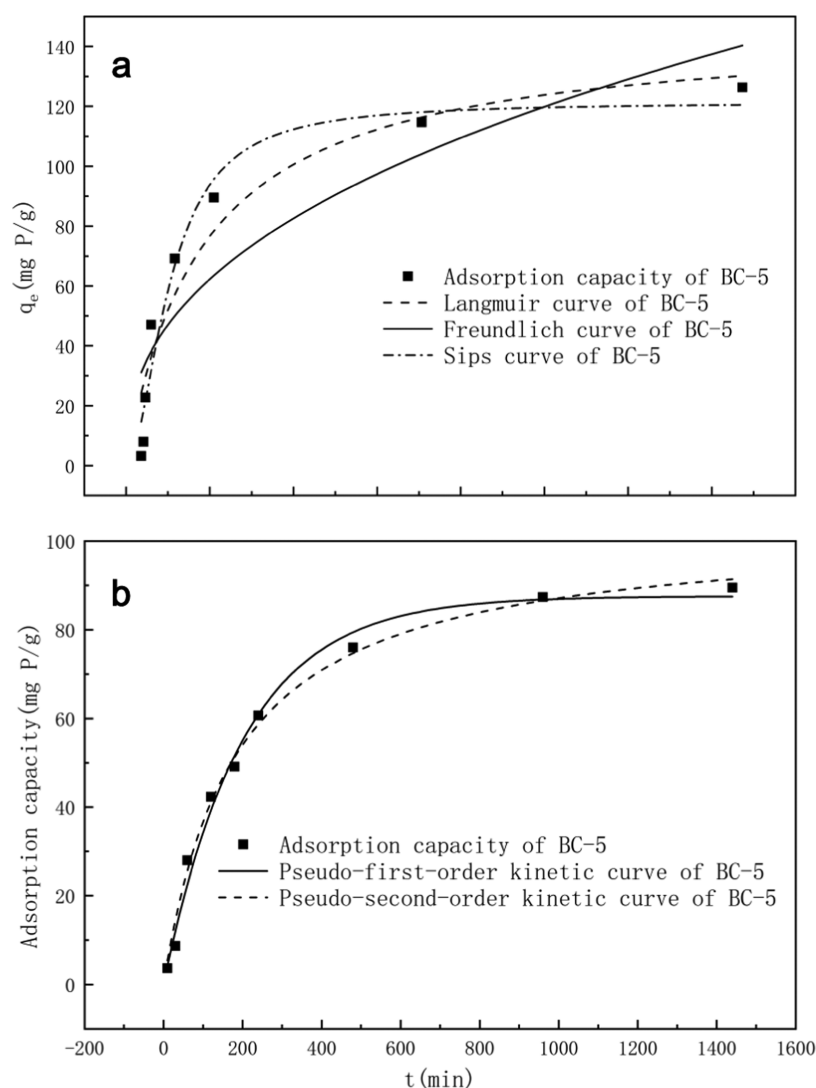 a
140
120
100
80
60
40
20
0
qe(mg P/g)
Adsorption capacity of BC-5
Langmuir curve of BC-5
Freundlich curve of BC-5
Sips curve of BC-5
b
100
80
60
40
20
0
Adsorption capacity(mg P/g)
Adsorption capacity of BC-5
Pseudo-first-order kinetic curve of BC-5
Pseudo-second-order kinetic curve of BC-5
-200 0 200 400 600 800 1000 1200 1400 1600
t(min)